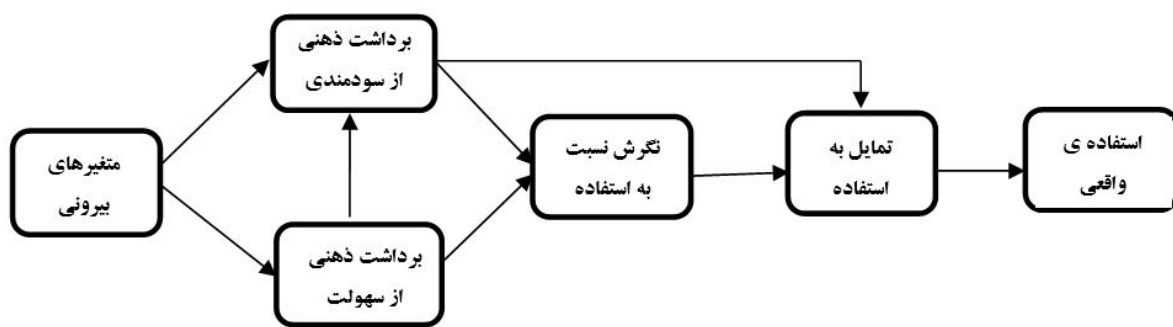 برداشت ذهنی
از سودمندی
متغیرهای
بیرونی
نگرش نسبت
به استفاده
تمایل به
استفاده
استفاده ی
واقعی
برداشت ذهنی
از سهولت